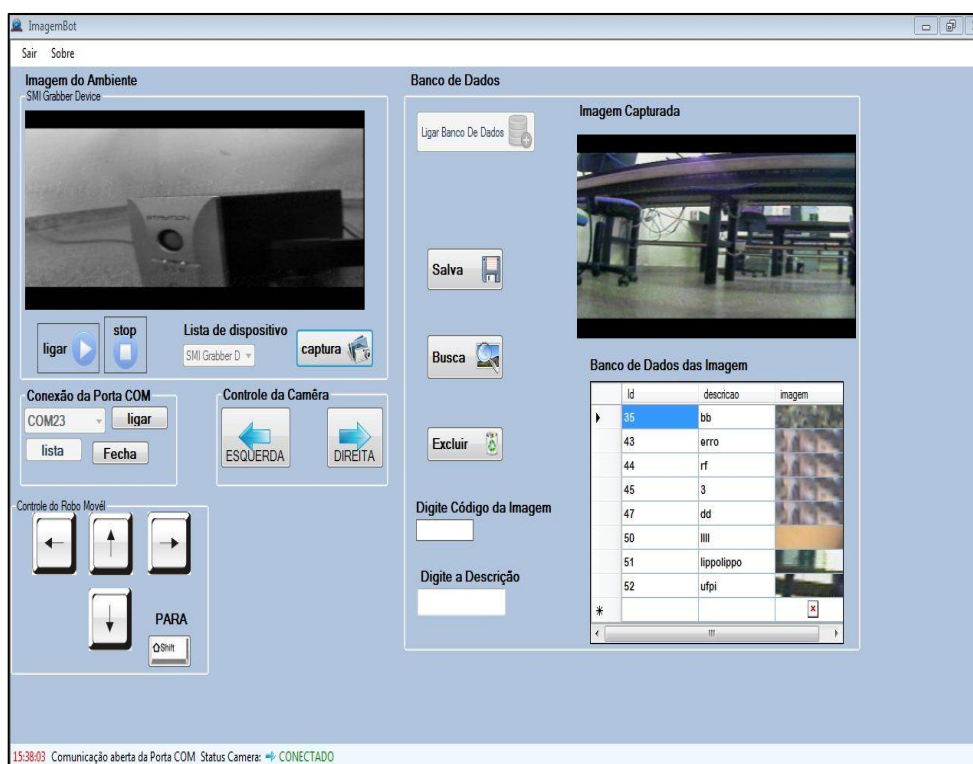 ImagemBot
Sair Sobre
Imagem do Ambiente
SMI Grabber Device
ligar
stop
Lista de dispositivo
SMI Grabber D
captura
Conexão da Porta COM
COM23
ligar
lista
Fecha
Controle da Camêra
ESQUERDA
DIREITA
Controle do Robo Movél
PARA
Shift
Banco de Dados
Ligar Banco De Dados
Imagem Capturada
Salva
Busca
Excluir
Digite Código da Imagem
Digite a Descrição
Banco de Dados das Imagem
Id descricao imagem
35 bb
43 erro
44 rf
45 3
47 dd
50 llll
51 lippolippo
52 ufpi
15:38:03 Comunicação aberta da Porta COM Status Camera: CONECTADO